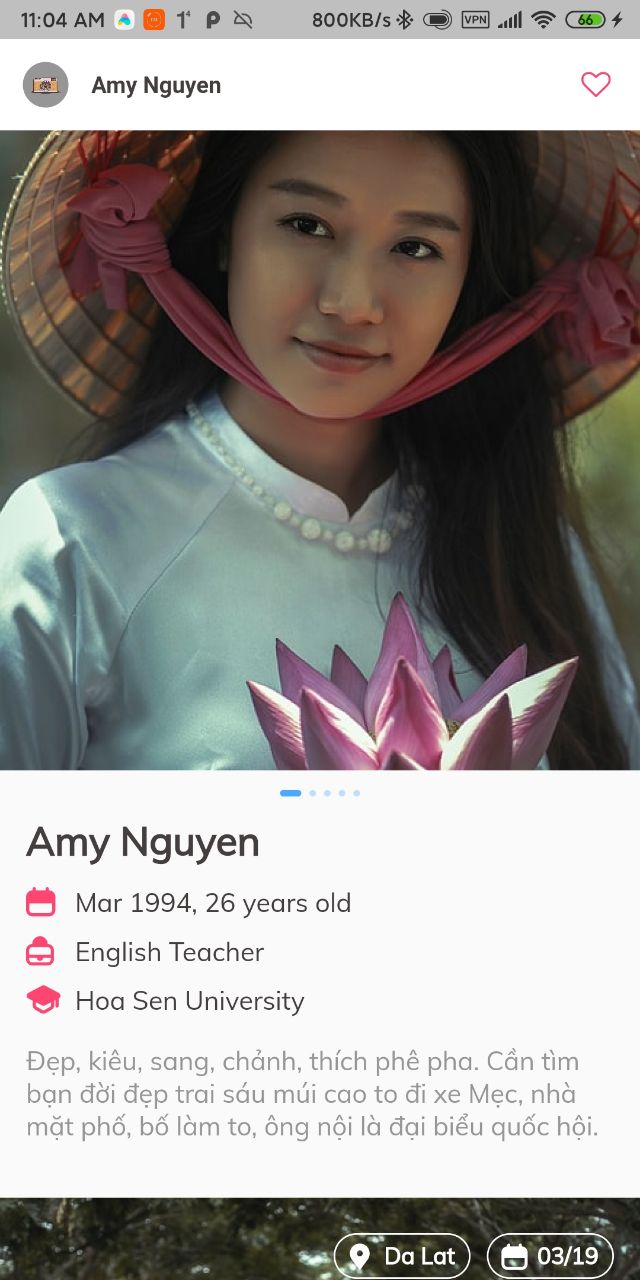 11:04 AM 800KB/s VPN 66
Amy Nguyen
Amy Nguyen
Mar 1994, 26 years old
English Teacher
Hoa Sen University
Đẹp, kiêu, sang, chảnh, thích phê pha. Cần tìm
bạn đời đẹp trai sáu múi cao to đi xe Mẹc, nhà
mặt phố, bố làm to, ông nội là đại biểu quốc hội.
Da Lat 03/19